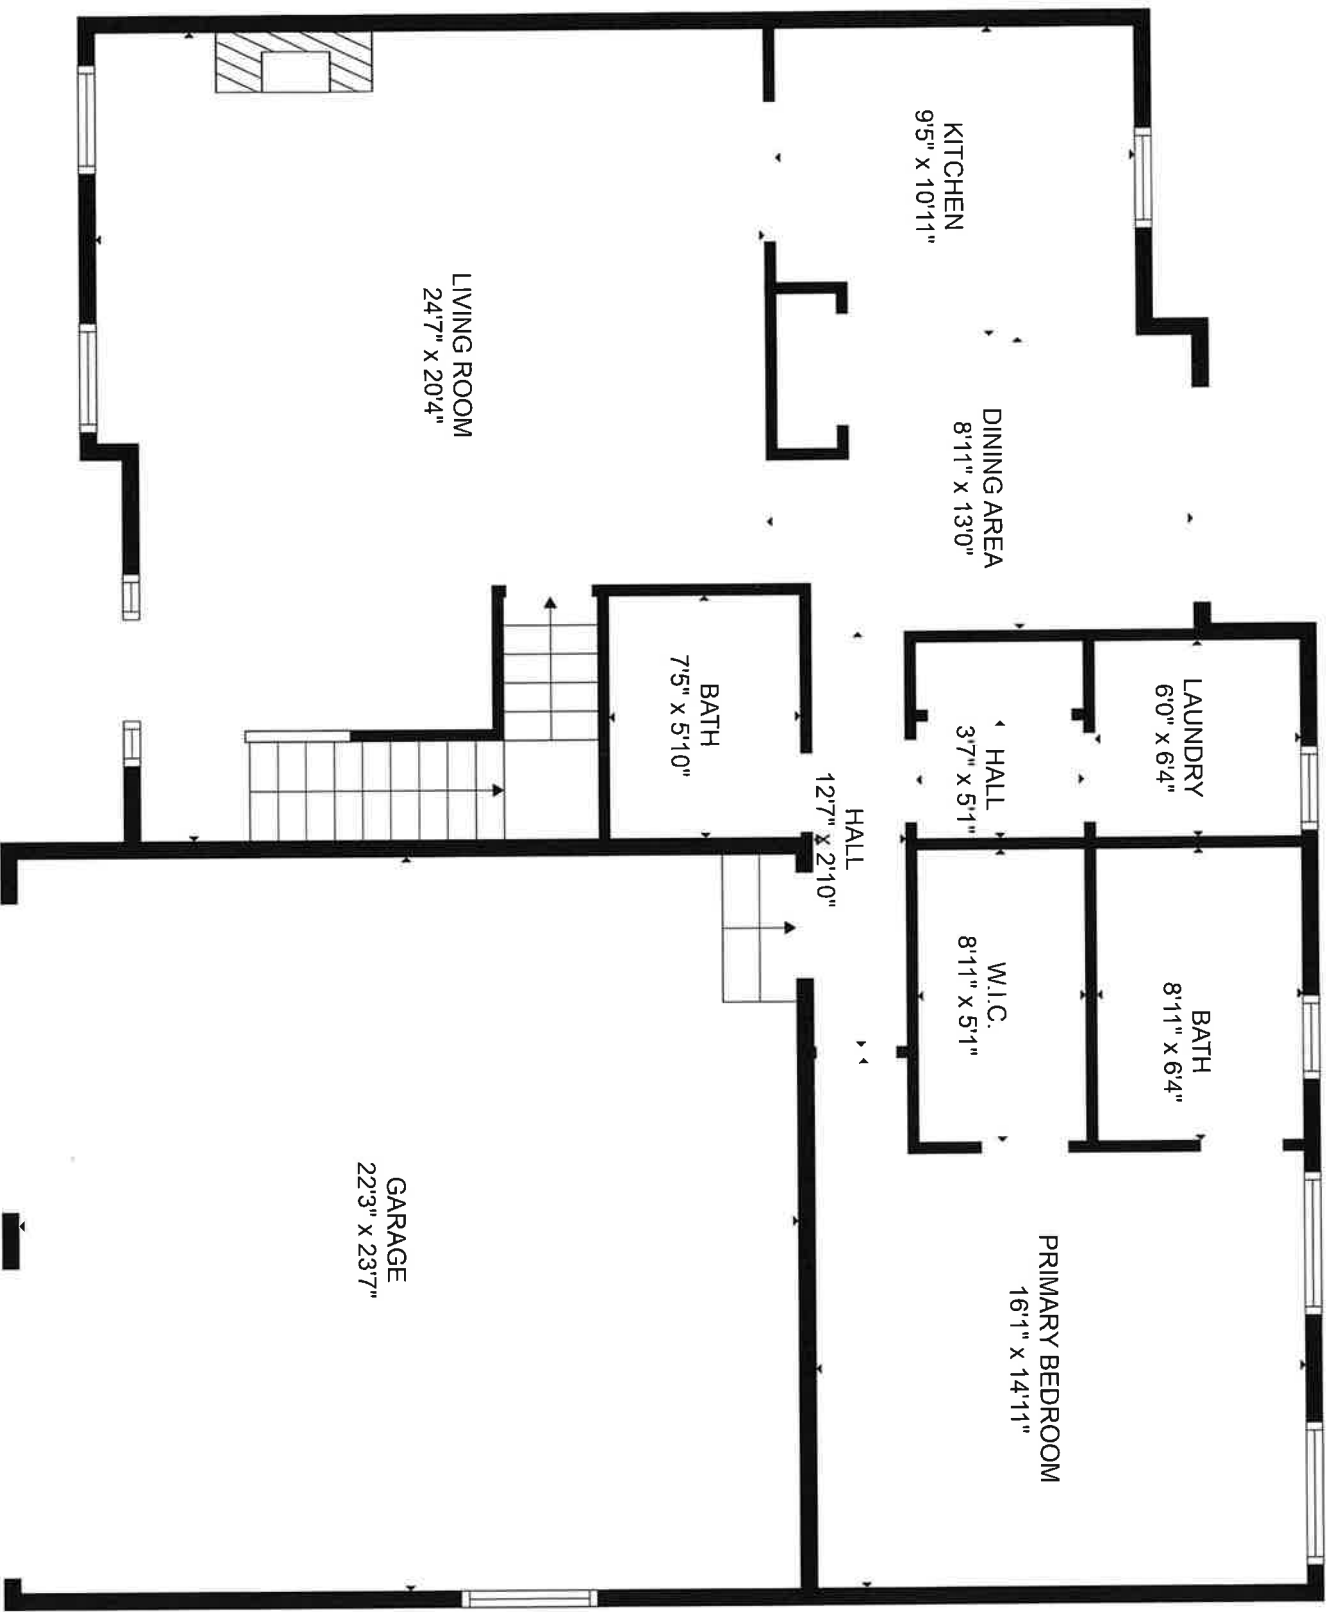 KITCHEN
9'5" x 10'11"
DINING AREA
8'11" x 13'0"
LIVING ROOM
24'7" x 20'4"
LAUNDRY
6'0" x 6'4"
HALL
3'7" x 5'1"
BATH
7'5" x 5'10"
HALL
12'7" x 2'10"
BATH
8'11" x 6'4"
W.I.C.
8'11" x 5'1"
PRIMARY BEDROOM
16'1" x 14'11"
GARAGE
22'3" x 23'7"